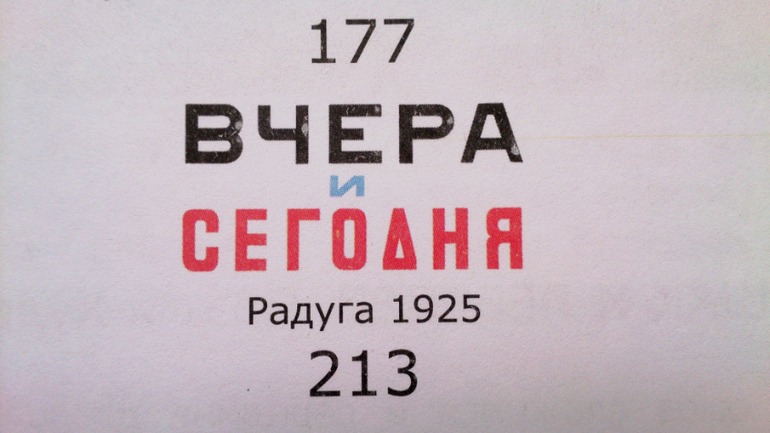 177
ВЧЕРА
И
СЕГОДНЯ
Радуга 1925
213